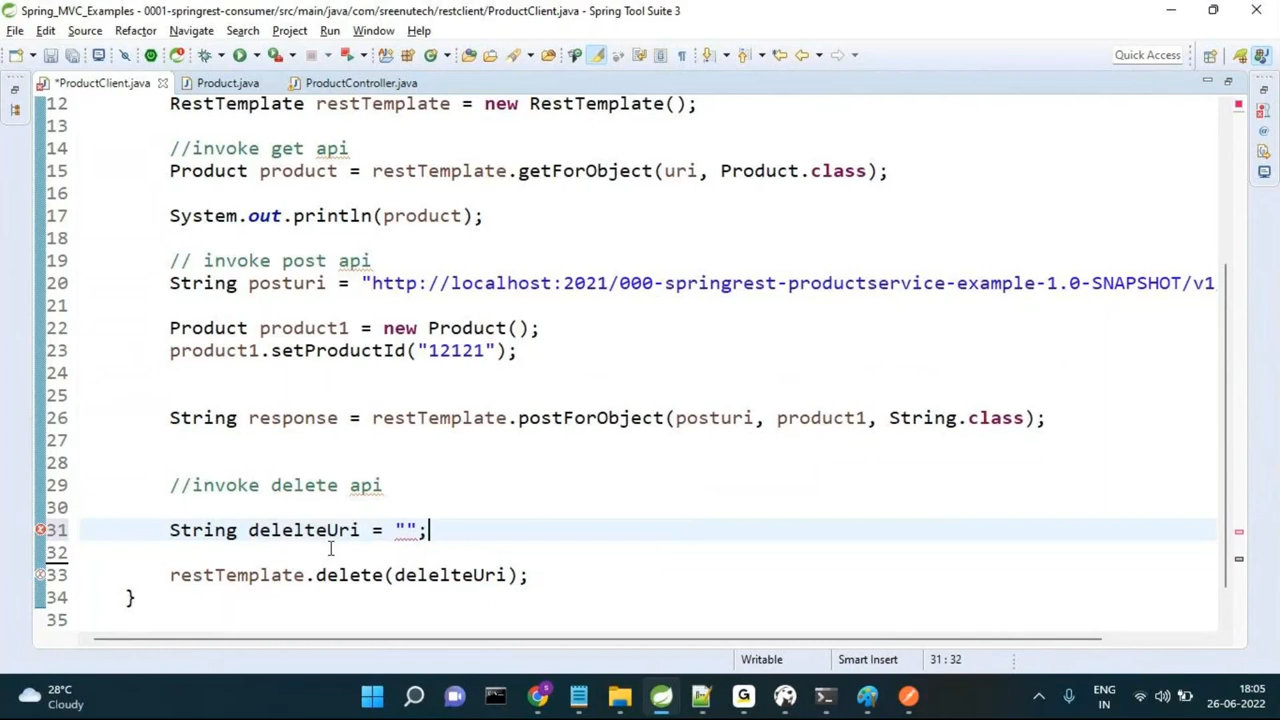 Spring_MVC_Examples - 0001-springrest-consumer/src/main/java/com/sreenutech/restclient/ProductClient.java - Spring Tool Suite 3
File Edit Source Refactor Navigate Search Project Run Window Help
Quick Access
*ProductClient.java Product.java ProductController.java
12 RestTemplate restTemplate = new RestTemplate();
13
14 //invoke get api
15 Product product = restTemplate.getForObject(uri, Product.class);
16
17 System.out.println(product);
18
19 // invoke post api
20 String posturi = "http://localhost:2021/000-springrest-productservice-example-1.0-SNAPSHOT/v1
21
22 Product product1 = new Product();
23 product1.setProductId("12121");
24
25
26 String response = restTemplate.postForObject(posturi, product1, String.class);
27
28
29 //invoke delete api
30
31 String delelteUri = "";
32
33 restTemplate.delete(delelteUri);
34 }
35
Writable Smart Insert 31 : 32
28°C
Cloudy
ENG
IN
18:05
26-06-2022